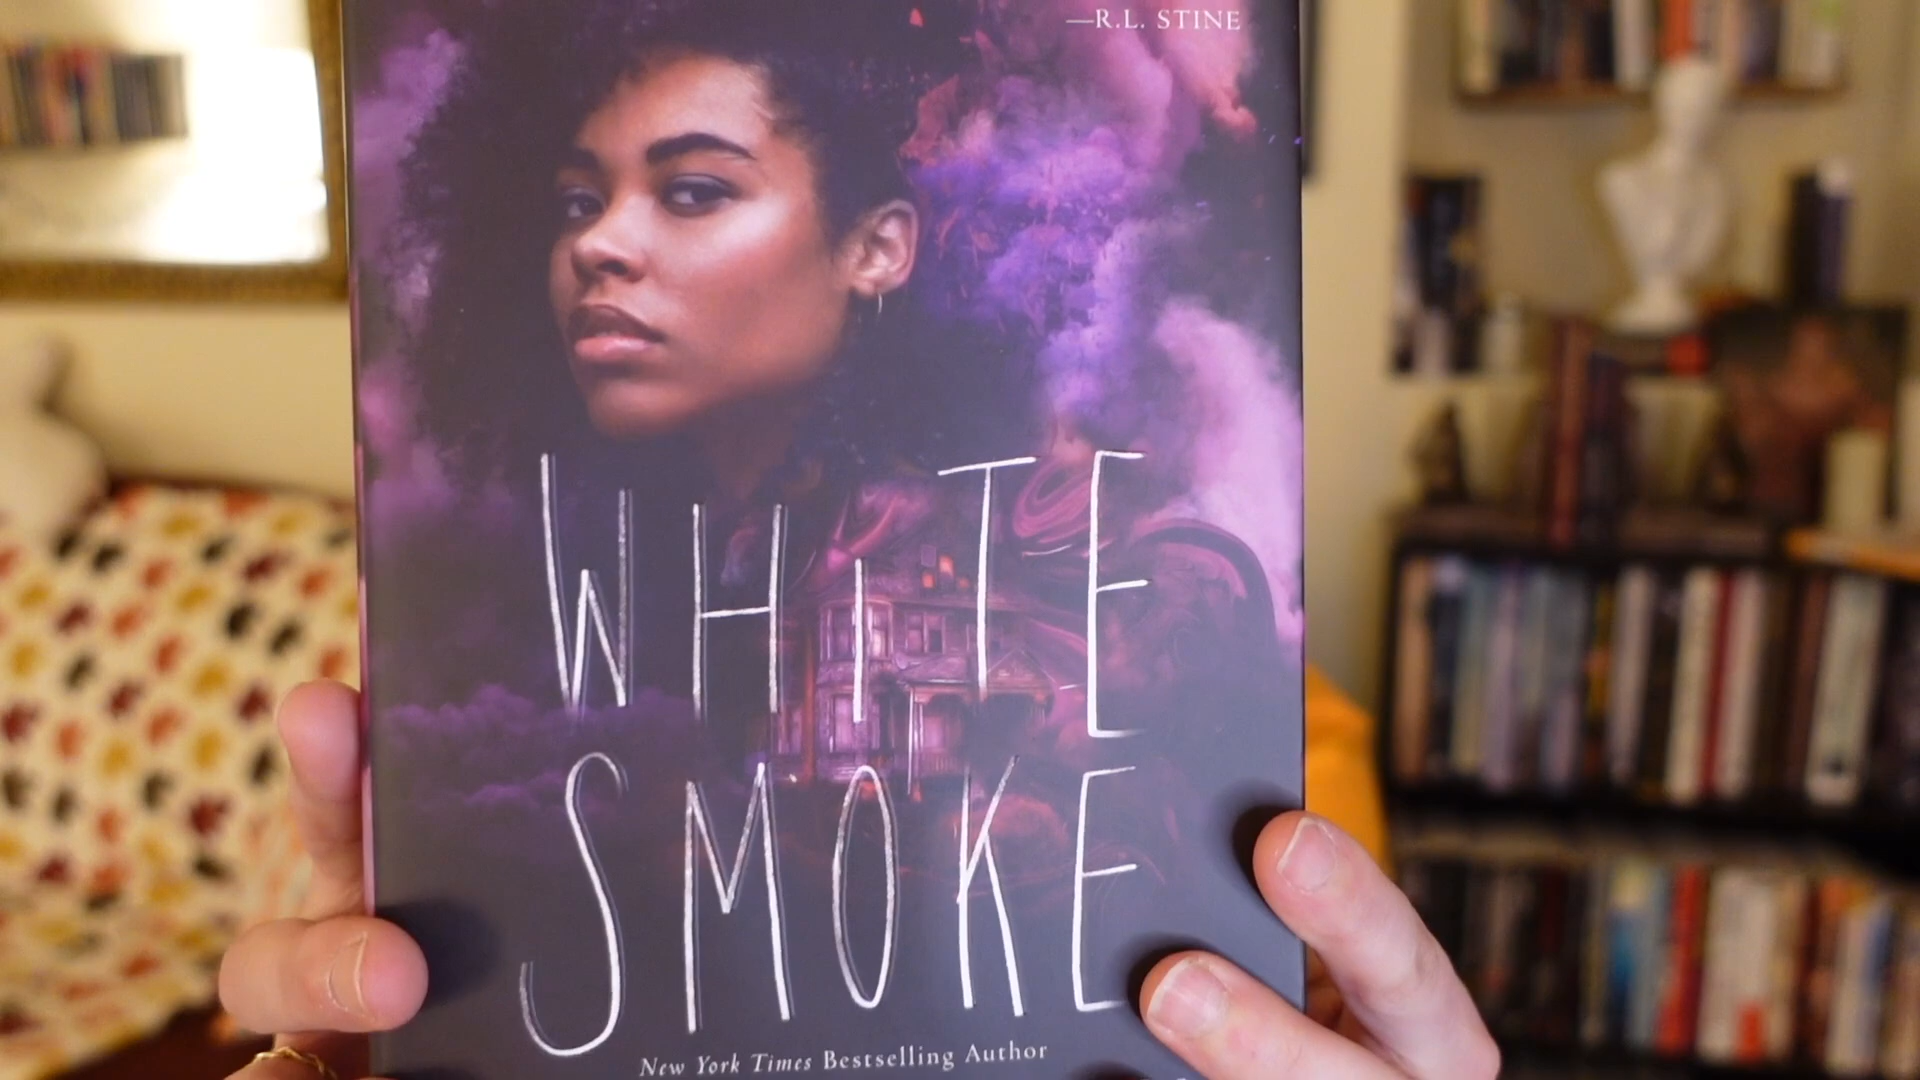 —R.L. STINE
WHITE
SMOKE
New York Times Bestselling Author